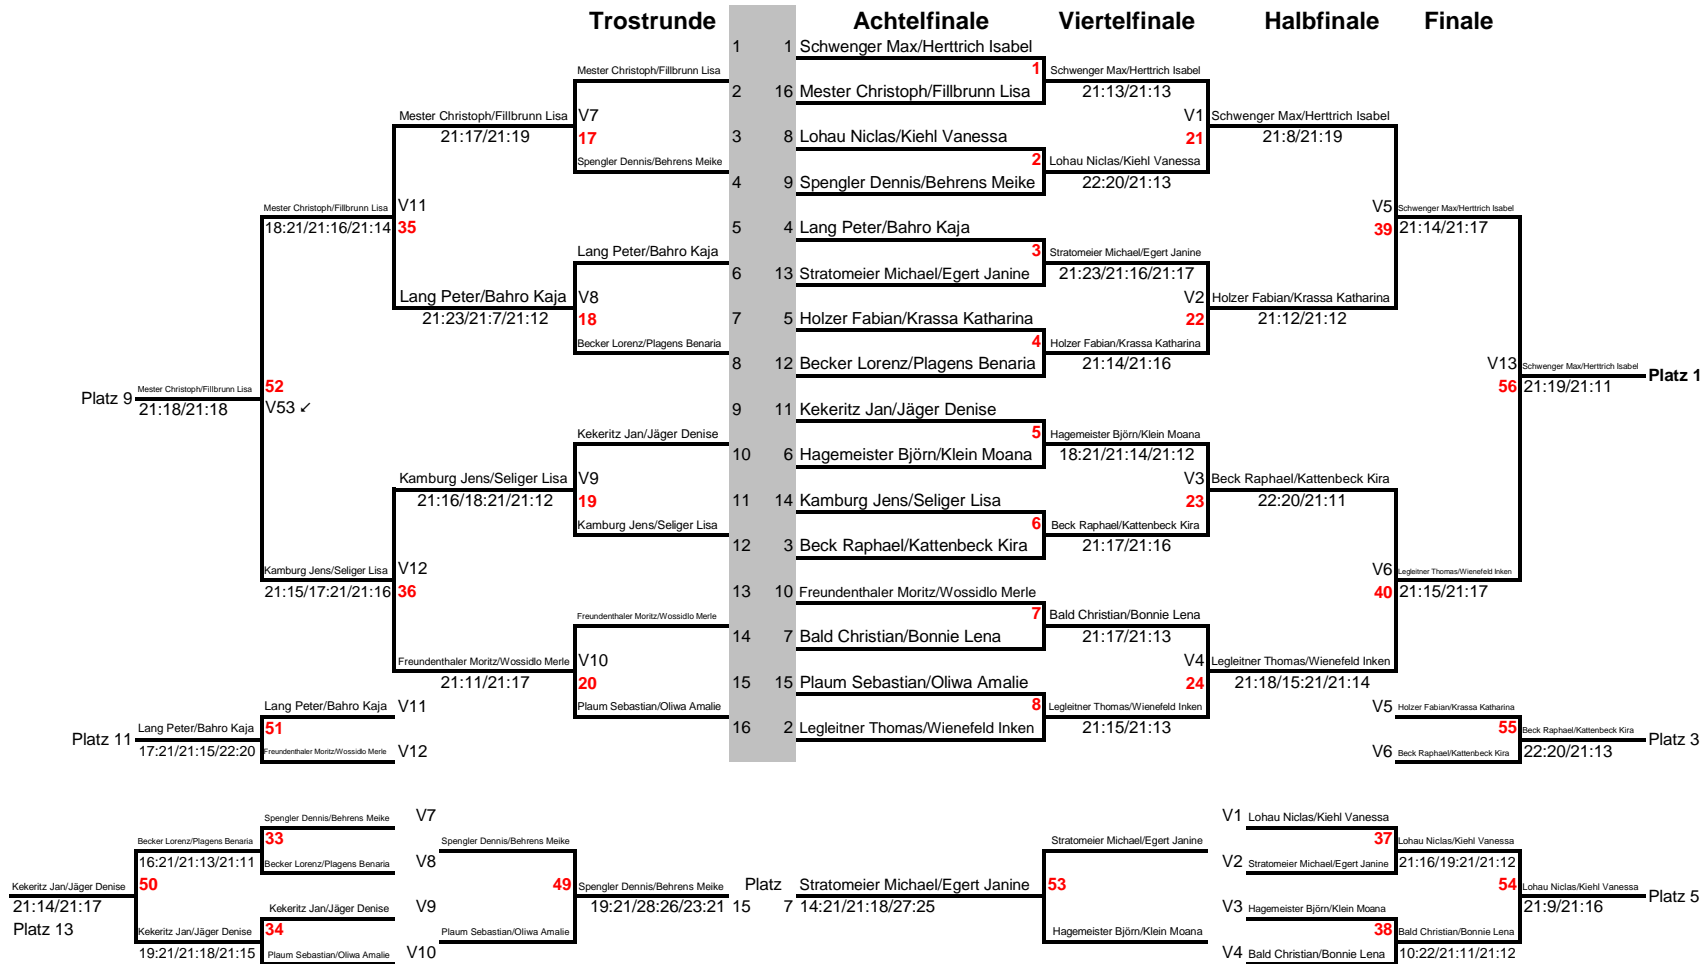 Trostrunde Achtelfinale Viertelfinale Halbfinale Finale
1 1 Schwenger Max/Herttrich Isabel
Mester Christoph/Fillbrunn Lisa 1 Schwenger Max/Herttrich Isabel
2 16 Mester Christoph/Fillbrunn Lisa 21:13/21:13
Mester Christoph/Fillbrunn Lisa V7 V1 Schwenger Max/Herttrich Isabel
21:17/21:19 17 3 8 Lohau Niclas/Kiehl Vanessa 21 21:8/21:19
Spengler Dennis/Behrens Meike 2 Lohau Niclas/Kiehl Vanessa
4 9 Spengler Dennis/Behrens Meike 22:20/21:13
Mester Christoph/Fillbrunn Lisa V11 V5 Schwenger Max/Herttrich Isabel
18:21/21:16/21:14 35 5 4 Lang Peter/Bahro Kaja 39 21:14/21:17
Lang Peter/Bahro Kaja 3 Stratomeier Michael/Egert Janine
6 13 Stratomeier Michael/Egert Janine 21:23/21:16/21:17
Lang Peter/Bahro Kaja V8 V2 Holzer Fabian/Krassa Katharina
21:23/21:7/21:12 18 7 5 Holzer Fabian/Krassa Katharina 22 21:12/21:12
Becker Lorenz/Plagens Benaria 4 Holzer Fabian/Krassa Katharina
8 12 Becker Lorenz/Plagens Benaria 21:14/21:16
V13 Schwenger Max/Herttrich Isabel Platz 1
Platz 9 Mester Christoph/Fillbrunn Lisa 52 56 21:19/21:11
21:18/21:18 V53 ↙ 9 11 Kekeritz Jan/Jäger Denise
Kekeritz Jan/Jäger Denise 5 Hagemeister Björn/Klein Moana
10 6 Hagemeister Björn/Klein Moana 18:21/21:14/21:12
Kamburg Jens/Seliger Lisa V9 V3 Beck Raphael/Kattenbeck Kira
21:16/18:21/21:12 19 11 14 Kamburg Jens/Seliger Lisa 23 22:20/21:11
Kamburg Jens/Seliger Lisa 6 Beck Raphael/Kattenbeck Kira
12 3 Beck Raphael/Kattenbeck Kira 21:17/21:16
Kamburg Jens/Seliger Lisa V12 V6 Legleitner Thomas/Wienefeld Inken
21:15/17:21/21:16 36 13 10 Freundenthaler Moritz/Wossidlo Merle 40 21:15/21:17
Freundenthaler Moritz/Wossidlo Merle 7 Bald Christian/Bonnie Lena
14 7 Bald Christian/Bonnie Lena 21:17/21:13
Freundenthaler Moritz/Wossidlo Merle V10 V4 Legleitner Thomas/Wienefeld Inken
21:11/21:17 20 15 15 Plaum Sebastian/Oliwa Amalie 24 21:18/15:21/21:14
Lang Peter/Bahro Kaja V11 Plaum Sebastian/Oliwa Amalie 8 Legleitner Thomas/Wienefeld Inken V5 Holzer Fabian/Krassa Katharina
Lang Peter/Bahro Kaja 51 16 2 Legleitner Thomas/Wienefeld Inken 21:15/21:13 55 Beck Raphael/Kattenbeck Kira
Platz 11 Platz 3
17:21/21:15/22:20 Freundenthaler Moritz/Wossidlo Merle V12 V6 Beck Raphael/Kattenbeck Kira 22:20/21:13
Spengler Dennis/Behrens Meike V7 V1 Lohau Niclas/Kiehl Vanessa
Becker Lorenz/Plagens Benaria 33 Spengler Dennis/Behrens Meike Stratomeier Michael/Egert Janine 37 Lohau Niclas/Kiehl Vanessa
16:21/21:13/21:11 Becker Lorenz/Plagens Benaria V8 V2 Stratomeier Michael/Egert Janine 21:16/19:21/21:12
Kekeritz Jan/Jäger Denise 50 49 Spengler Dennis/Behrens Meike Platz Stratomeier Michael/Egert Janine 53 54 Lohau Niclas/Kiehl Vanessa Platz 5
21:14/21:17 Kekeritz Jan/Jäger Denise V9 19:21/28:26/23:21 15 7 14:21/21:18/27:25 V3 Hagemeister Björn/Klein Moana 21:9/21:16
Platz 13 Kekeritz Jan/Jäger Denise 34 Plaum Sebastian/Oliwa Amalie Hagemeister Björn/Klein Moana 38 Bald Christian/Bonnie Lena
19:21/21:18/21:15 Plaum Sebastian/Oliwa Amalie V10 V4 Bald Christian/Bonnie Lena 10:22/21:11/21:12